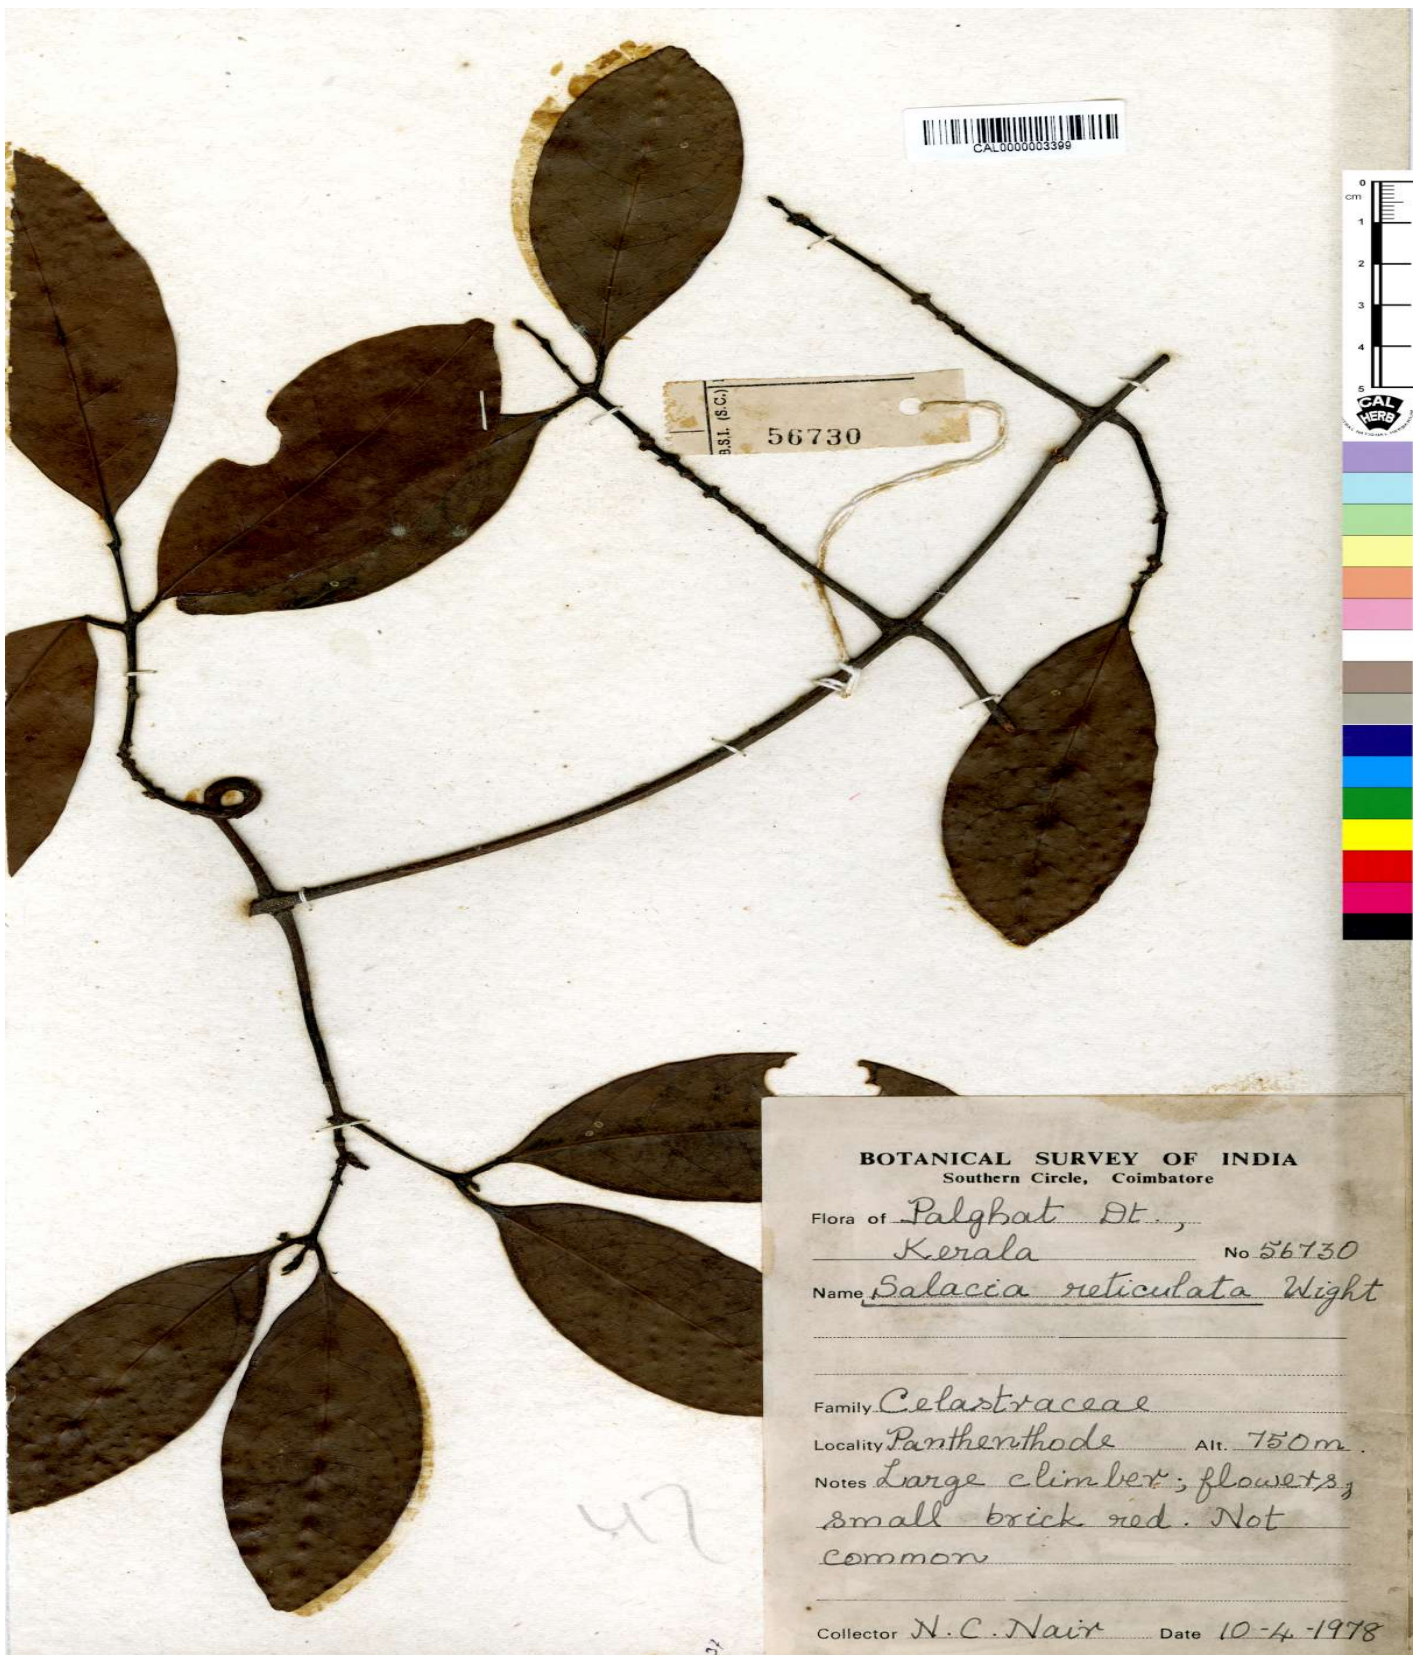 CAL0000003399
0
cm
1
2
3
4
5
CAL
HERB
B.S.I. (S.C.)
56730
BOTANICAL SURVEY OF INDIA
Southern Circle, Coimbatore
Flora of Palghat Dt.,
Kerala No 56730
Name Salacia reticulata Wight
Family Celastraceae
Locality Panthenthode Alt. 750m.
Notes Large climber; flowers,
small brick red. Not
common
Collector N. C. Nair Date 10-4-1978
47